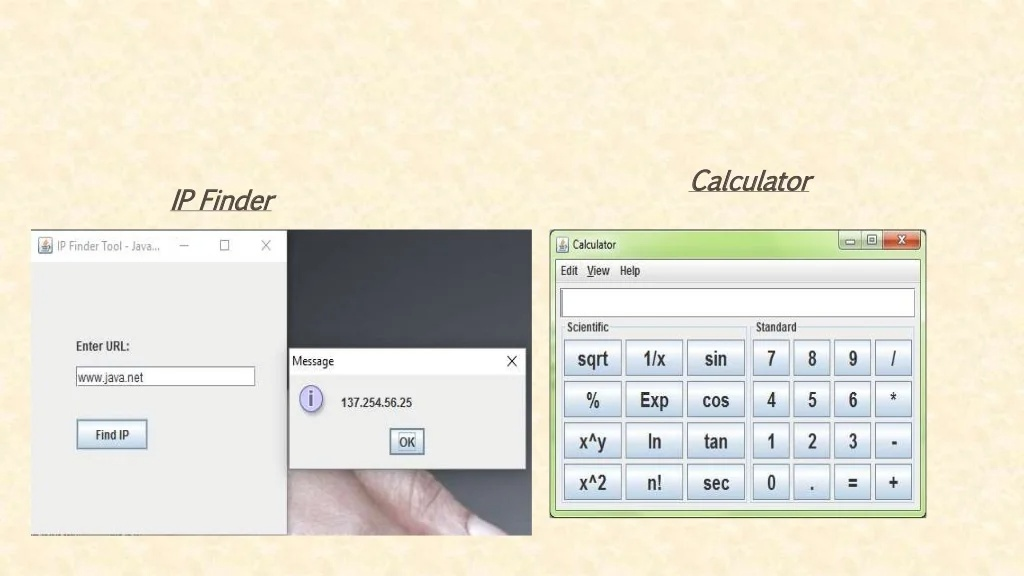 IP Finder
IP Finder Tool - Java...
Enter URL:
www.java.net
Find IP
Message
137.254.56.25
OK
Calculator
Calculator
Edit View Help
Scientific Standard
sqrt 1/x sin 7 8 9 /
% Exp cos 4 5 6 *
x^y ln tan 1 2 3 -
x^2 n! sec 0 . = +